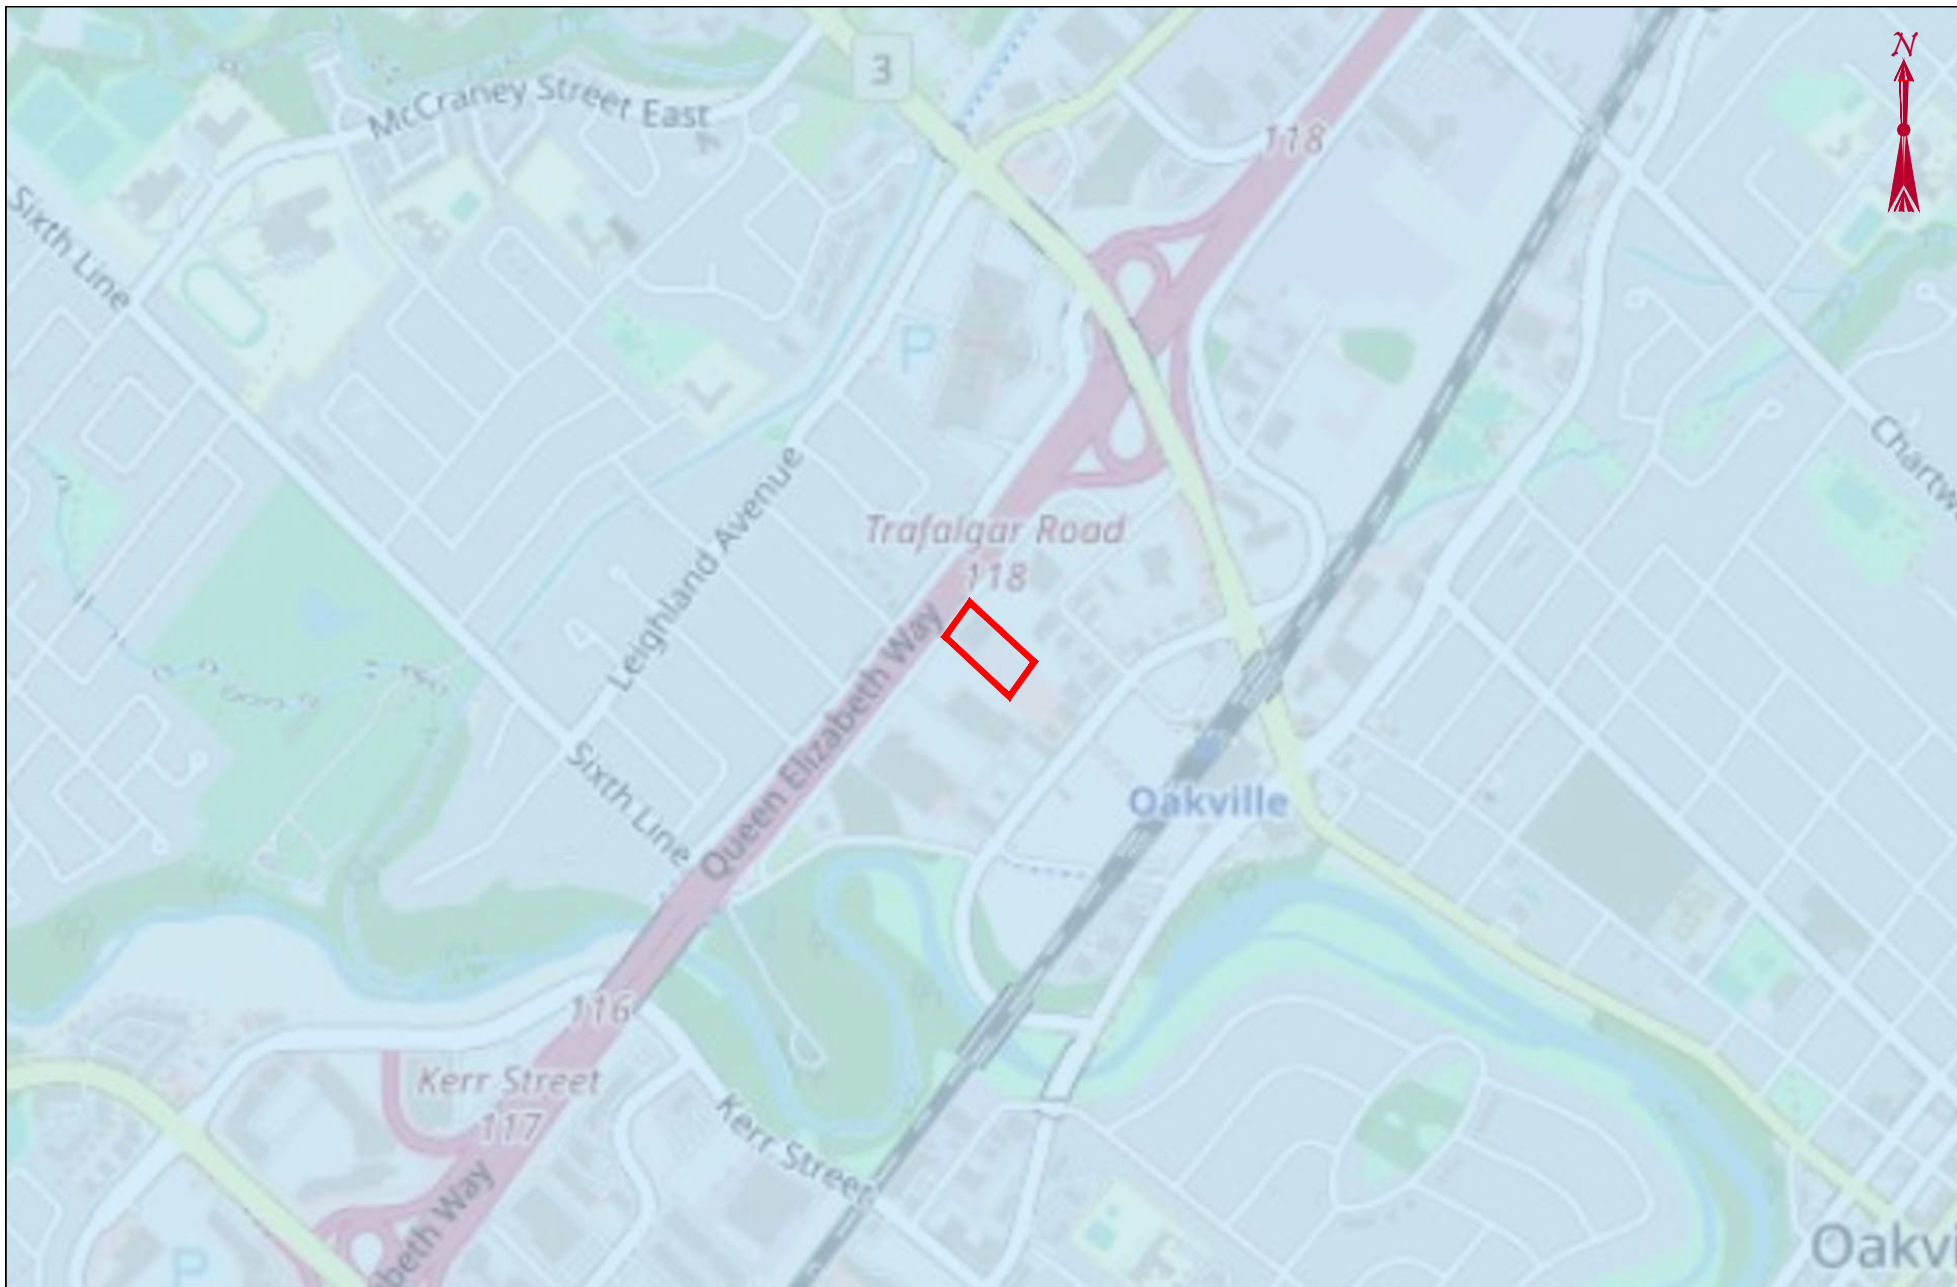 N
3
McCraney Street East
118
Sixth Line
P
Chartw
Leighland Avenue
Trafalgar Road
118
Queen Elizabeth Way
Sixth Line
Oakville
116
Kerr Street
117
Kerr Street
beth Way
P
Oakvi